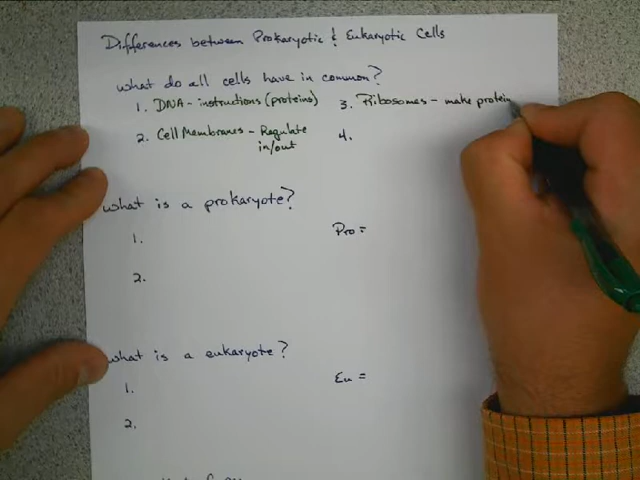 Differences between Prokaryotic & Eukaryotic Cells
what do all cells have in common?
1. DNA - instructions (proteins)
3. Ribosomes - make protein
2. Cell Membranes - Regulate
in/out
4.
what is a prokaryote?
1.
Pro =
2.
what is a eukaryote?
1.
Eu =
2.